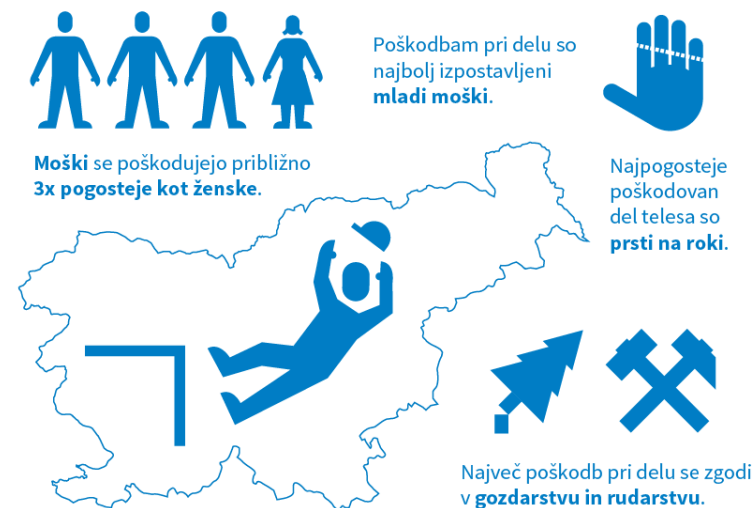 Poškodbam pri delu so
najbolj izpostavljeni
mladi moški.
Moški se poškodujejo približno
3x pogosteje kot ženske.
Najpogosteje
poškodovan
del telesa so
prsti na roki.
Največ poškodb pri delu se zgodi
v gozdarstvu in rudarstvu.